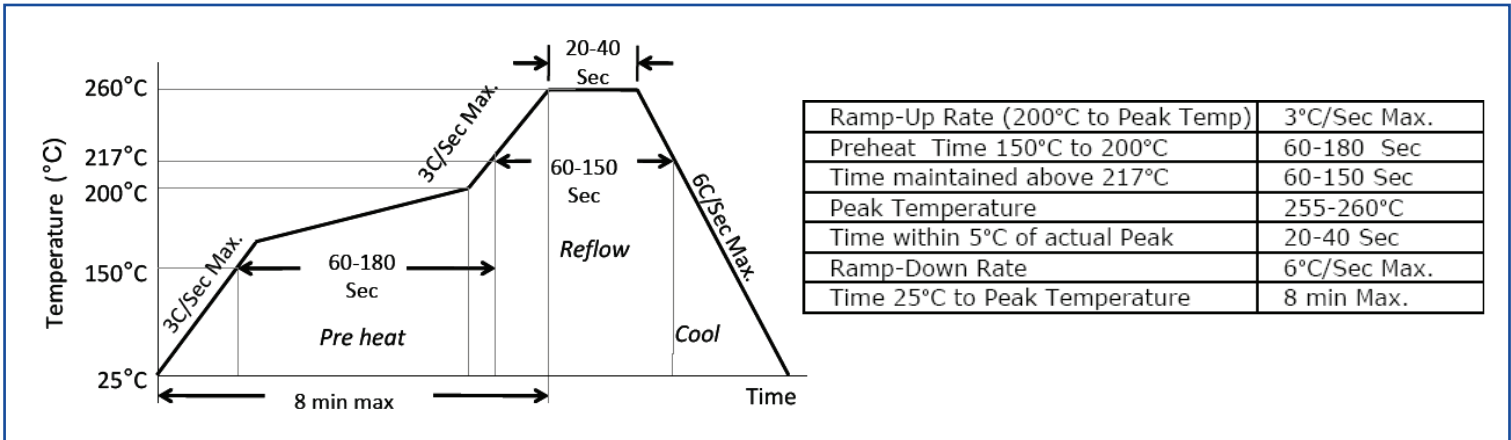 20-40
Sec
260°C
217°C
200°C
150°C
25°C
Temperature (°C)
3C/Sec Max.
3C/Sec Max.
60-150
Sec
6C/Sec Max.
Reflow
60-180
Sec
Pre heat
Cool
8 min max
Time
Ramp-Up Rate (200°C to Peak Temp) 3°C/Sec Max.
Preheat Time 150°C to 200°C 60-180 Sec
Time maintained above 217°C 60-150 Sec
Peak Temperature 255-260°C
Time within 5°C of actual Peak 20-40 Sec
Ramp-Down Rate 6°C/Sec Max.
Time 25°C to Peak Temperature 8 min Max.